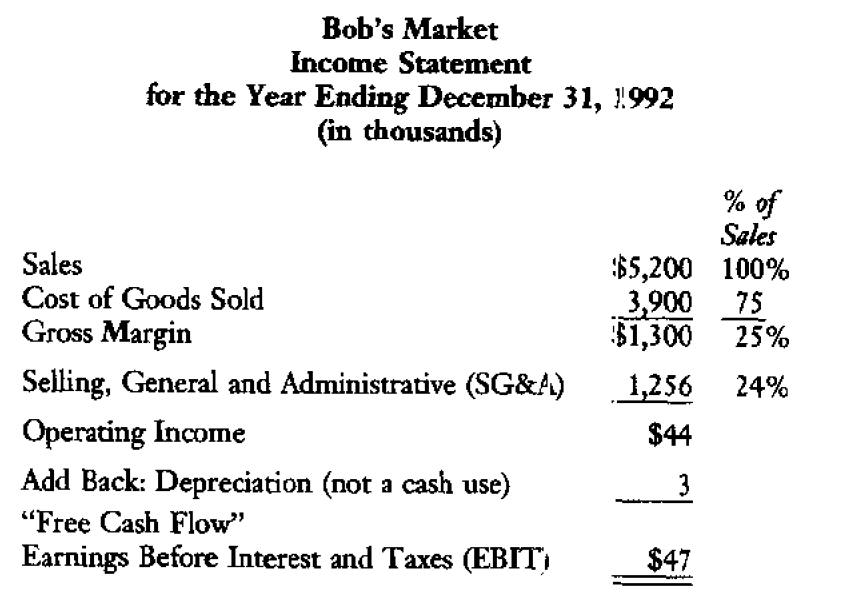 Bob's Market
Income Statement
for the Year Ending December 31, 1992
(in thousands)
% of
Sales
Sales $5,200 100%
Cost of Goods Sold 3,900 75
Gross Margin $1,300 25%
Selling, General and Administrative (SG&A) 1,256 24%
Operating Income $44
Add Back: Depreciation (not a cash use) 3
“Free Cash Flow”
Earnings Before Interest and Taxes (EBIT) $47